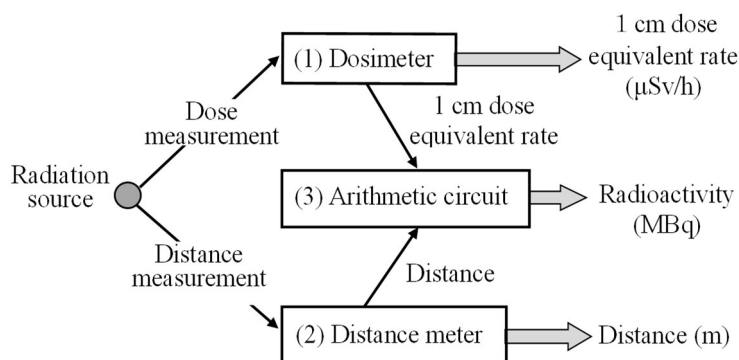 1 cm dose
equivalent rate
(μSv/h)
(1) Dosimeter
Dose
measurement
1 cm dose
equivalent rate
Radiation
source
(3) Arithmetic circuit
Radioactivity
(MBq)
Distance
measurement
Distance
(2) Distance meter
Distance (m)